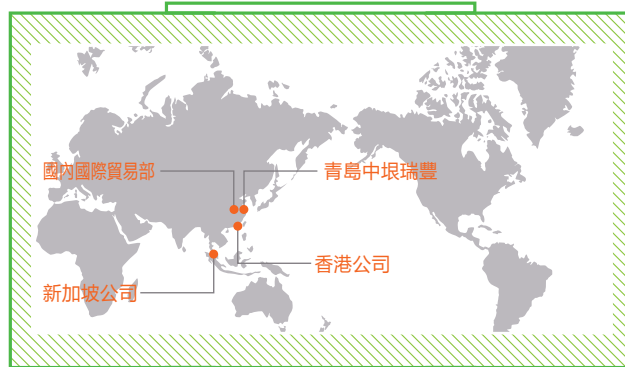 國內國際貿易部
青島中垠瑞豐
香港公司
新加坡公司